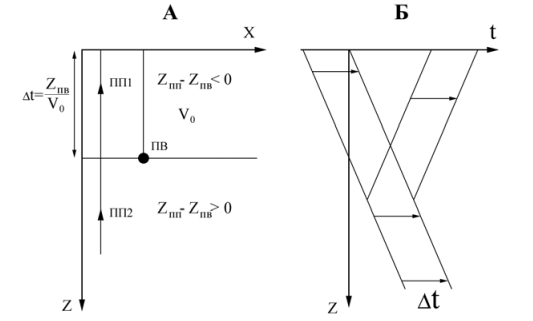 А
Б
X
t
Δt=Zпв/V₀
ПП1
Zпп- Zпв< 0
V₀
ПВ
ПП2
Zпп- Zпв> 0
Z
Z
Δt